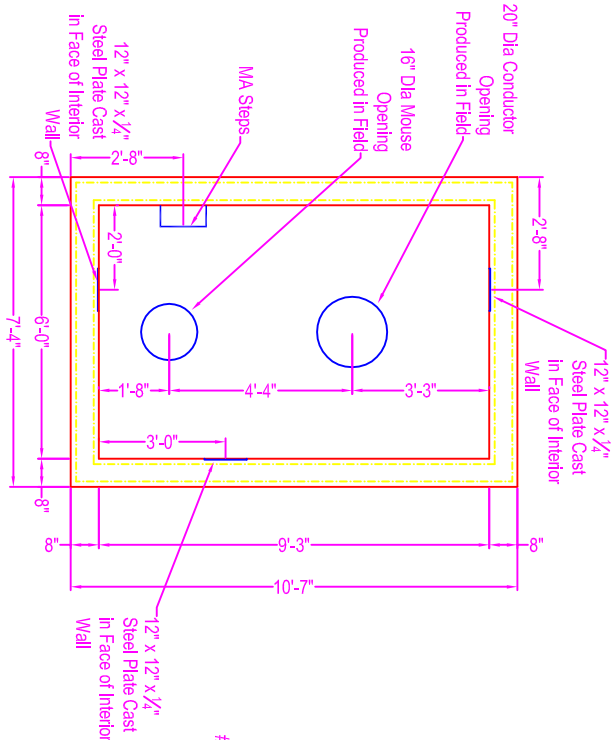 20" Dia Conductor
Opening
Produced in Field
16" Dia Mouse
Opening
Produced in Field
MA Steps
12" x 12" x 1/4"
Steel Plate Cast
in Face of Interior
Wall
12" x 12" x 1/4"
Steel Plate Cast
in Face of Interior
Wall
12" x 12" x 1/4"
Steel Plate Cast
in Face of Interior
Wall
2'-8"
8"
2'-0"
6'-0"
7'-4"
8"
2'-8"
1'-8"
4'-4"
3'-3"
3'-0"
8"
9'-3"
8"
10'-7"
#